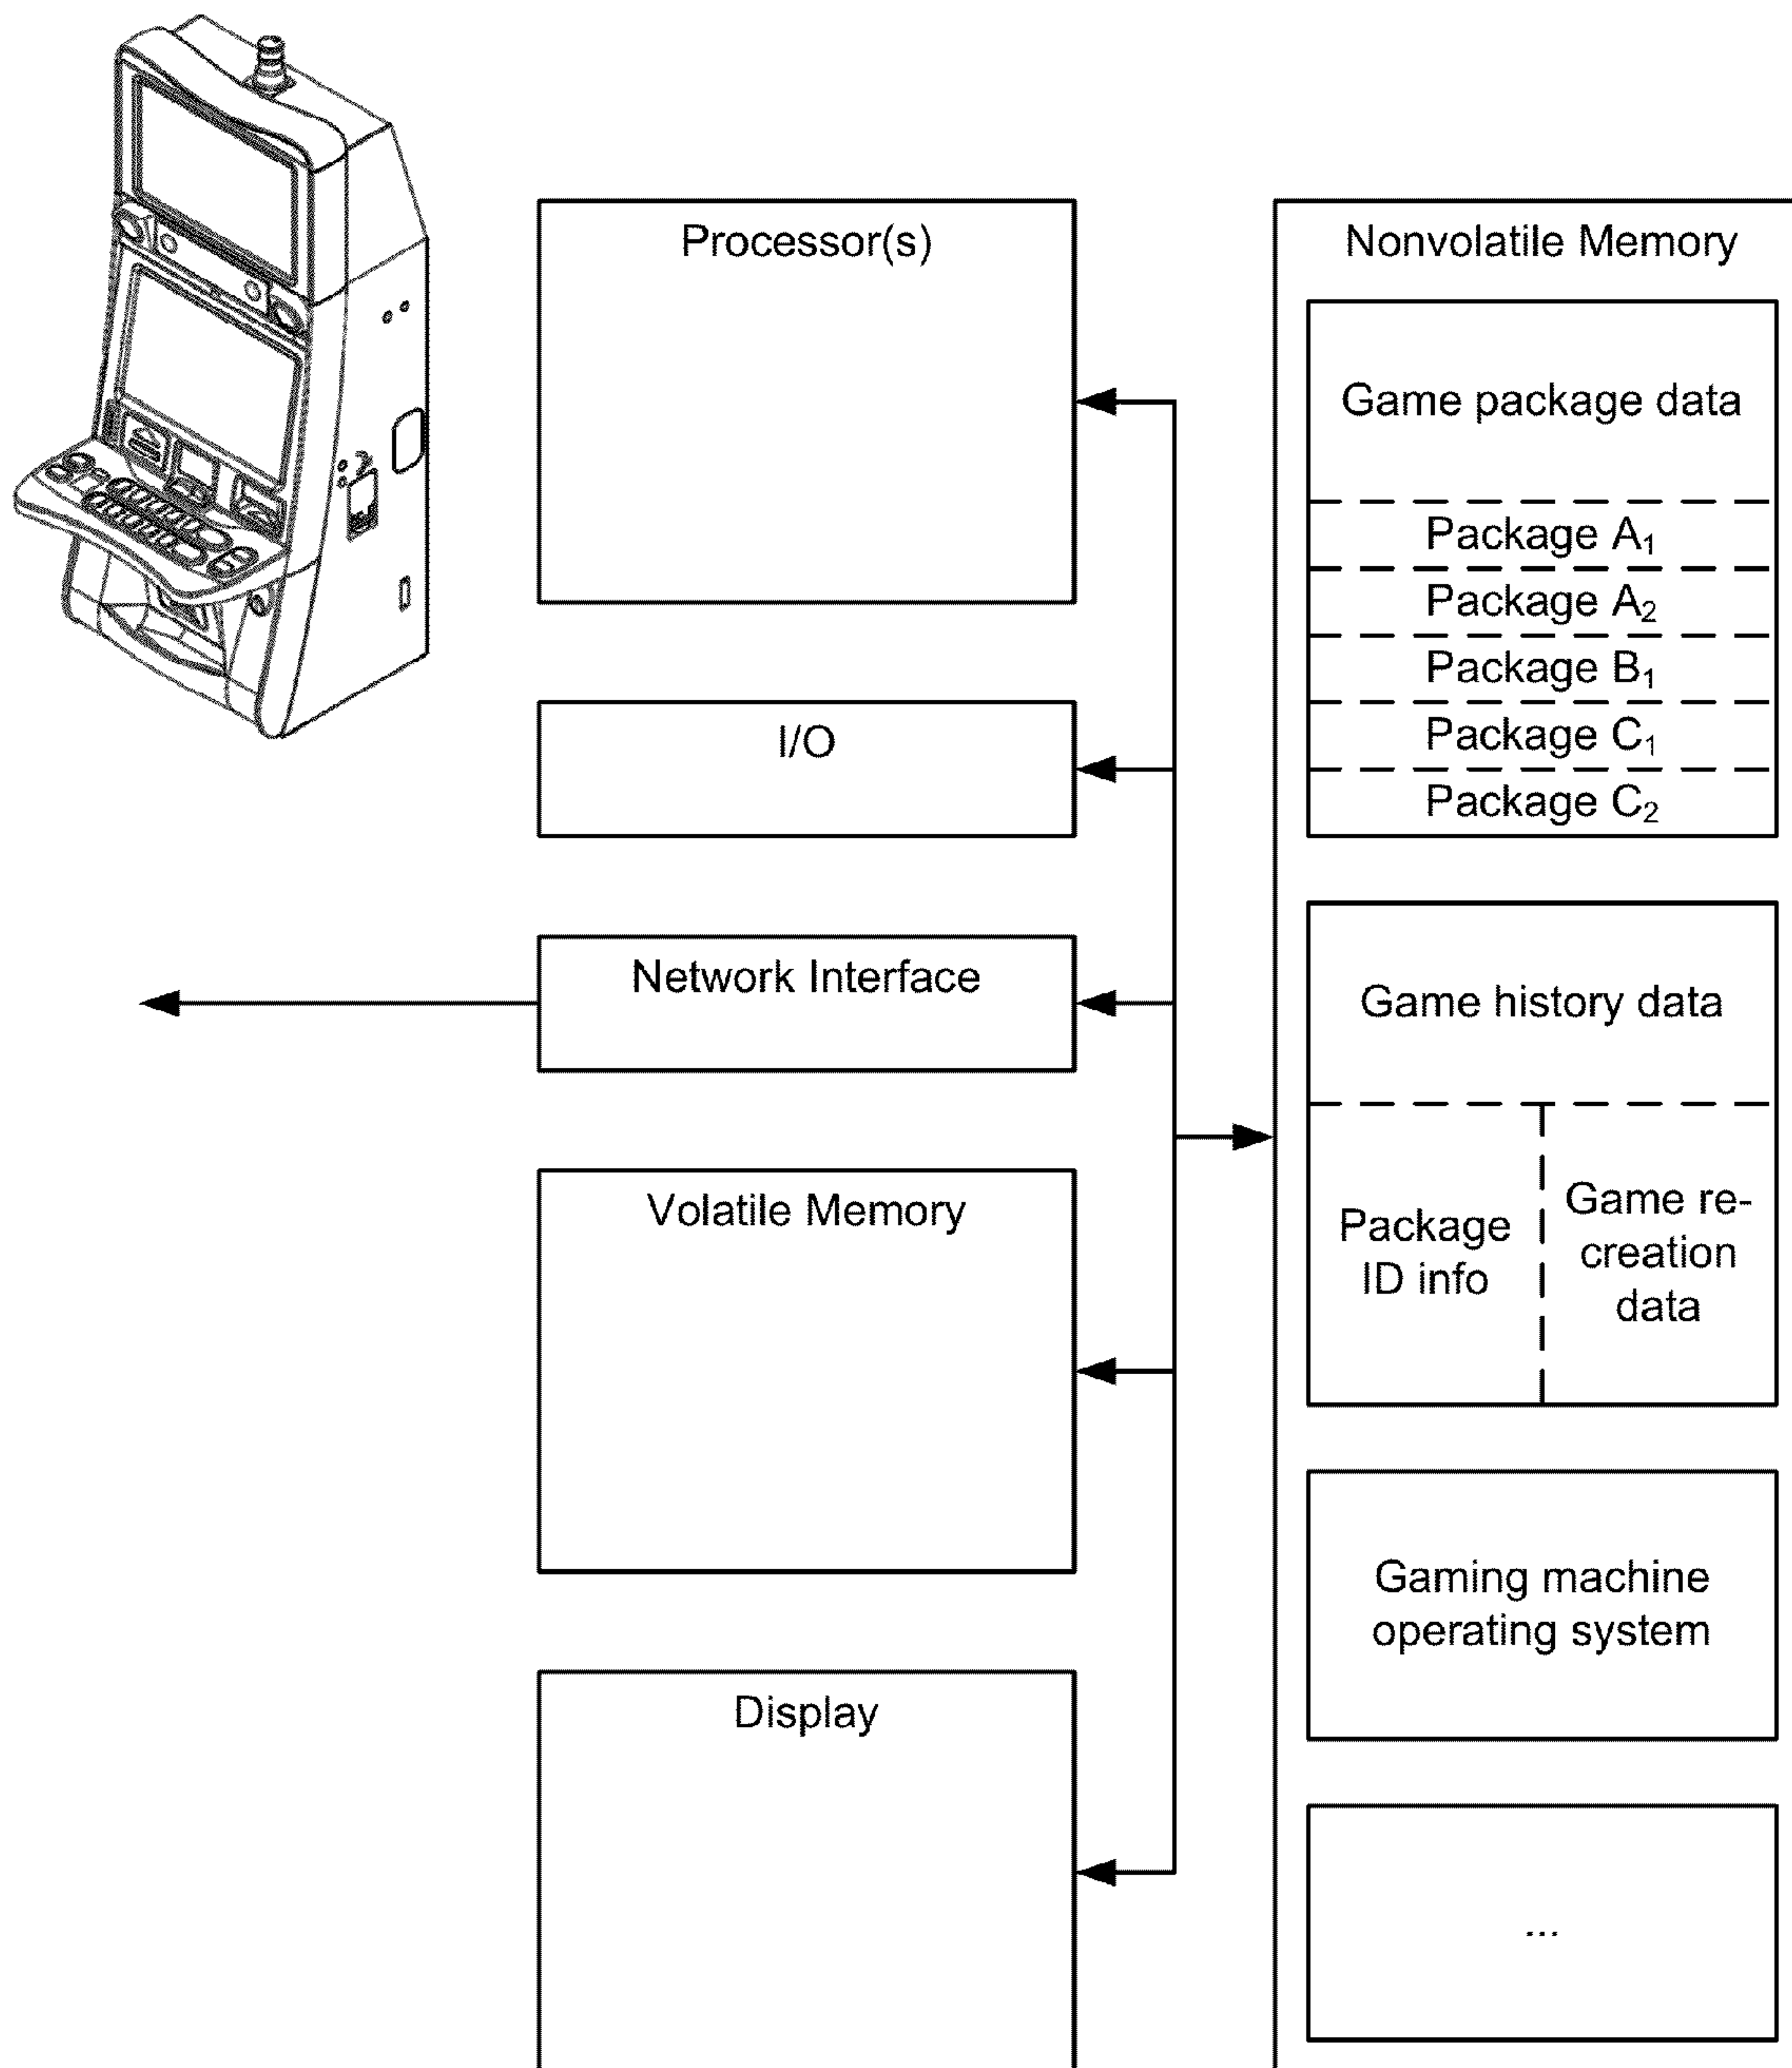 Processor(s)
I/O
Network Interface
Volatile Memory
Display
Nonvolatile Memory
Game package data
Package A₁
Package A₂
Package B₁
Package C₁
Package C₂
Game history data
Package
ID info
Game re-
creation
data
Gaming machine
operating system
...